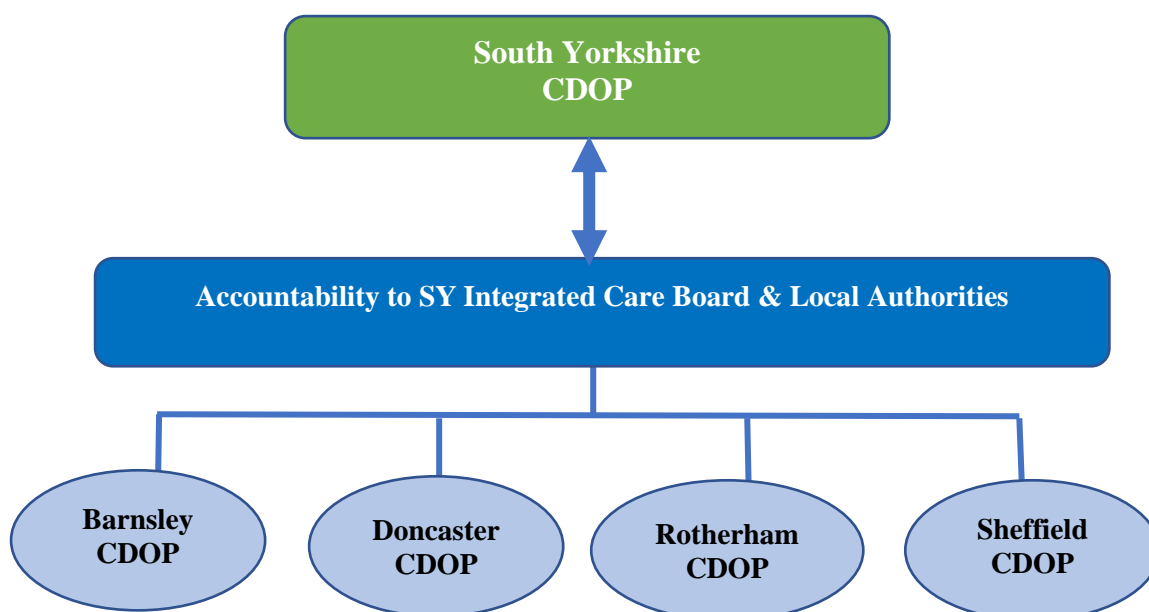 South Yorkshire
CDOP
Accountability to SY Integrated Care Board & Local Authorities
Barnsley
CDOP
Doncaster
CDOP
Rotherham
CDOP
Sheffield
CDOP